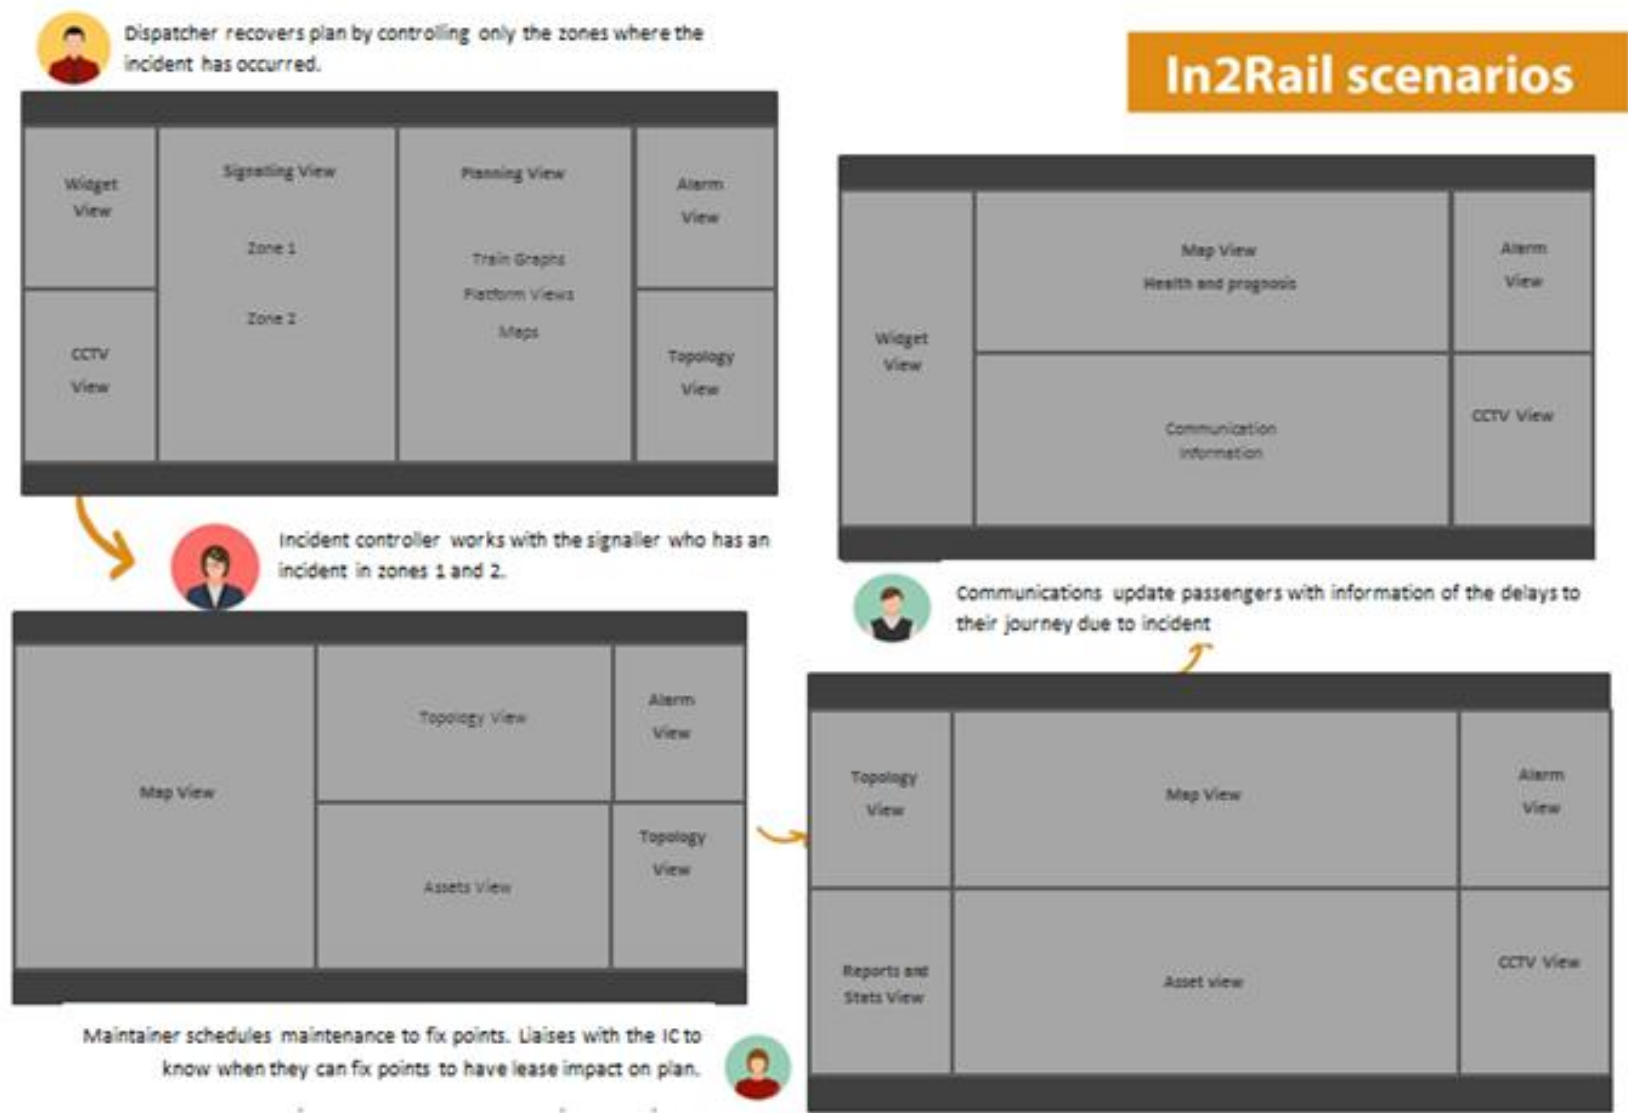 In2Rail scenarios
Dispatcher recovers plan by controlling only the zones where the
incident has occurred.
Widget
View
CCTV
View
Signalling View
Zone 1
Zone 2
Planning View
Train Graphs
Platform Views
Maps
Alarm
View
Topology
View
Incident controller works with the signaller who has an
incident in zones 1 and 2.
Map View
Topology View
Assets View
Alarm
View
Topology
View
Maintainer schedules maintenance to fix points. Liaises with the IC to
know when they can fix points to have lease impact on plan.
Topology
View
Reports and
Stats View
Map View
Asset view
Alarm
View
CCTV View
Communications update passengers with information of the delays to
their journey due to incident
Widget
View
Map View
Health and prognosis
Communication
Information
Alarm
View
CCTV View